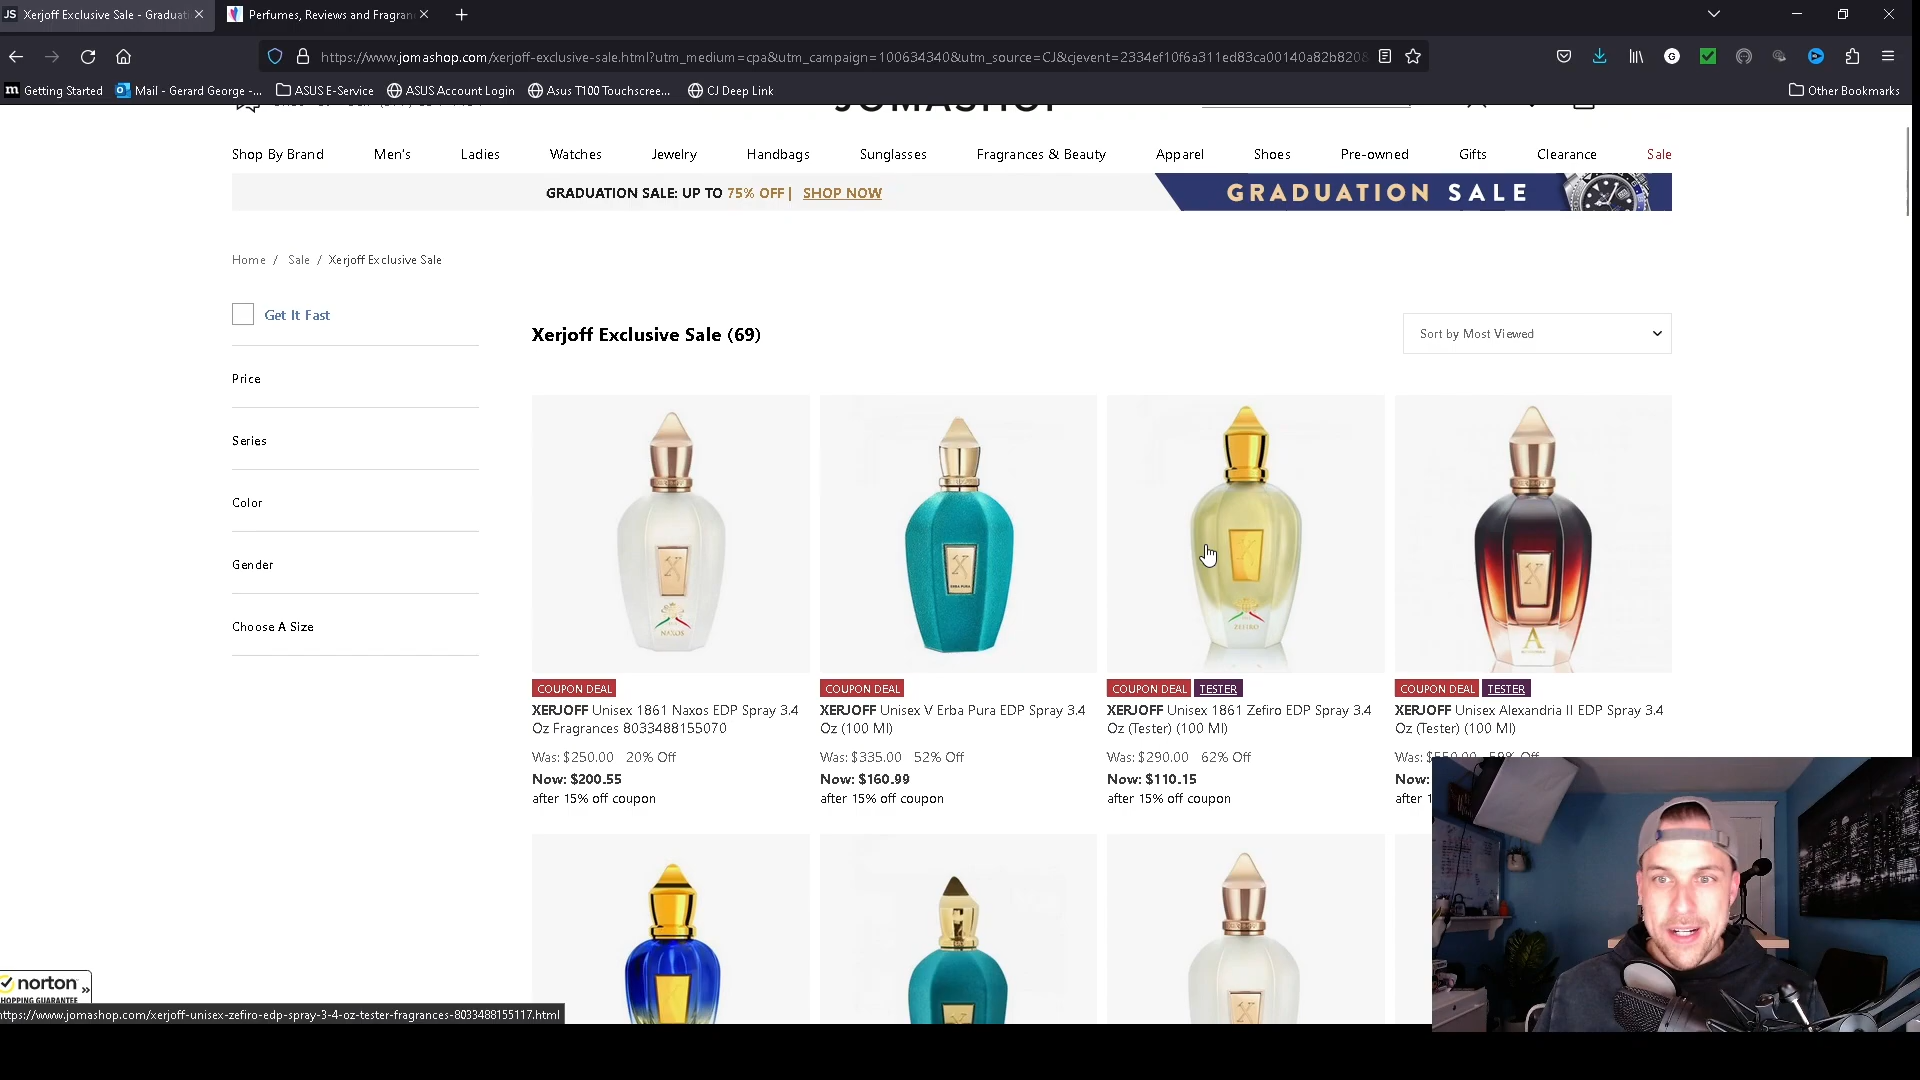 Xerjoff Exclusive Sale - Graduati
Perfumes, Reviews and Fragran
https://www.jomashop.com/xerjoff-exclusive-sale.html?utm_medium=cpa&utm_campaign=100634340&utm_source=CJ&cjevent=2334ef10f6a311ed83ca00140a82b820
Getting Started
Mail - Gerard George -...
ASUS E-Service
ASUS Account Login
Asus T100 Touchscree...
CJ Deep Link
Other Bookmarks
JOMASHOP
Shop By Brand
Men's
Ladies
Watches
Jewelry
Handbags
Sunglasses
Fragrances & Beauty
Apparel
Shoes
Pre-owned
Gifts
Clearance
Sale
GRADUATION SALE: UP TO 75% OFF | SHOP NOW
GRADUATION SALE
Home / Sale / Xerjoff Exclusive Sale
Get It Fast
Price
Series
Color
Gender
Choose A Size
Xerjoff Exclusive Sale (69)
Sort by Most Viewed
COUPON DEAL
XERJOFF Unisex 1861 Naxos EDP Spray 3.4
Oz Fragrances 8033488155070
Was: $250.00 20% Off
Now: $200.55
after 15% off coupon
COUPON DEAL
XERJOFF Unisex V Erba Pura EDP Spray 3.4
Oz (100 Ml)
Was: $335.00 52% Off
Now: $160.99
after 15% off coupon
COUPON DEAL TESTER
XERJOFF Unisex 1861 Zefiro EDP Spray 3.4
Oz (Tester) (100 Ml)
Was: $290.00 62% Off
Now: $110.15
after 15% off coupon
COUPON DEAL TESTER
XERJOFF Unisex Alexandria II EDP Spray 3.4
Oz (Tester) (100 Ml)
Was:
Now:
after 1
NAXOS
ZEFIRO
norton
SHOPPING GUARANTEE
https://www.jomashop.com/xerjoff-unisex-zefiro-edp-spray-3-4-oz-tester-fragrances-8033488155117.html